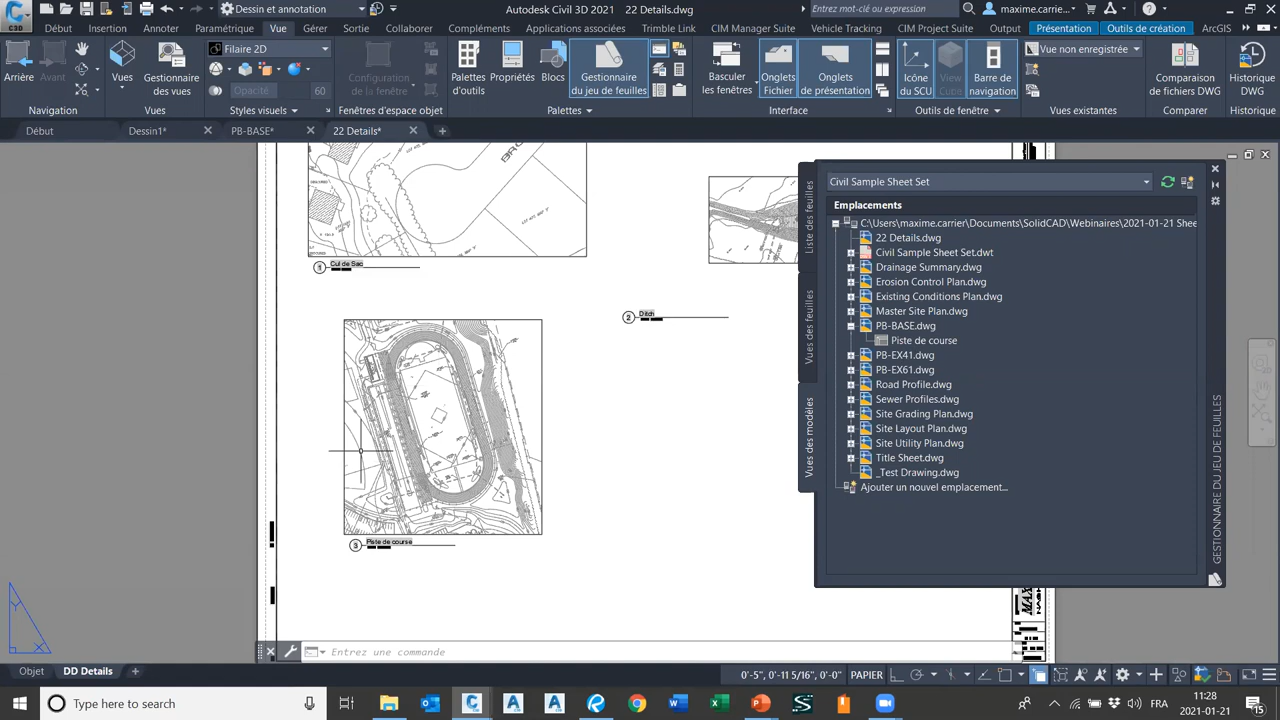 Dessin et annotation
Autodesk Civil 3D 2021 22 Details.dwg
Entrez mot-clé ou expression
maxime.carrier@...
C3D
Début Insertion Annoter Paramétrique Vue Gérer Sortie Collaborer Compléments Applications disponibles Express Tools CIM Manager Suite CIM Project Suite Output Vehicle Tracking Présentation Outils de création ArcGIS
Arrière
Avant
Navigation
Vues
Gestionnaire des vues
Vues
Filaire 2D
Opacité 60
Styles visuels
Configuration de la fenêtre
Fenêtres d'espace objet
Palettes d'outils
Propriétés
Blocs
Gestionnaire du jeu de feuilles
Palettes
Basculer les fenêtres
Onglets Fichier
Onglets de présentation
Interface
Icône du SCU
View Cube
Barre de navigation
Outils de fenêtre
Vue non enregistrée
Vues existantes
Comparaison de fichiers DWG
Comparer
Historique DWG
Historique
Début Dessin1* PB-BASE* 22 Details*
1 Cul de Sac
2 Ditch
3 Piste de course
Civil Sample Sheet Set
Emplacements
C:\Users\maxime.carrier\Documents\SolidCAD\Webinaires\2021-01-21 Shee
22 Details.dwg
Civil Sample Sheet Set.dwt
Drainage Summary.dwg
Erosion Control Plan.dwg
Existing Conditions Plan.dwg
Master Site Plan.dwg
PB-BASE.dwg
Piste de course
PB-EX41.dwg
PB-EX61.dwg
Road Profile.dwg
Sewer Profiles.dwg
Site Grading Plan.dwg
Site Layout Plan.dwg
Site Utility Plan.dwg
Title Sheet.dwg
_Test Drawing.dwg
Ajouter un nouvel emplacement...
Liste des feuilles
Vues des feuilles
Vues des modèles
GESTIONNAIRE DU JEU DE FEUILLES
Entrez une commande
Objet DD Details
0'-5", 0'-11 5/16", 0'-0" PAPIER
Type here to search
FRA
11:28
2021-01-21